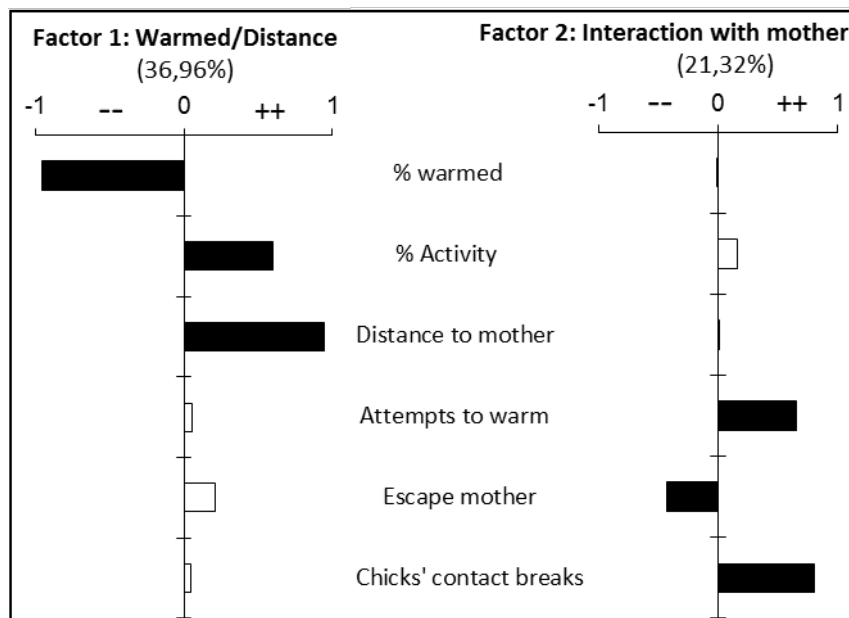 Factor 1: Warmed/Distance
(36,96%)
-1 -- 0 ++ 1
Factor 2: Interaction with mother
(21,32%)
-1 -- 0 ++ 1
% warmed
% Activity
Distance to mother
Attempts to warm
Escape mother
Chicks' contact breaks